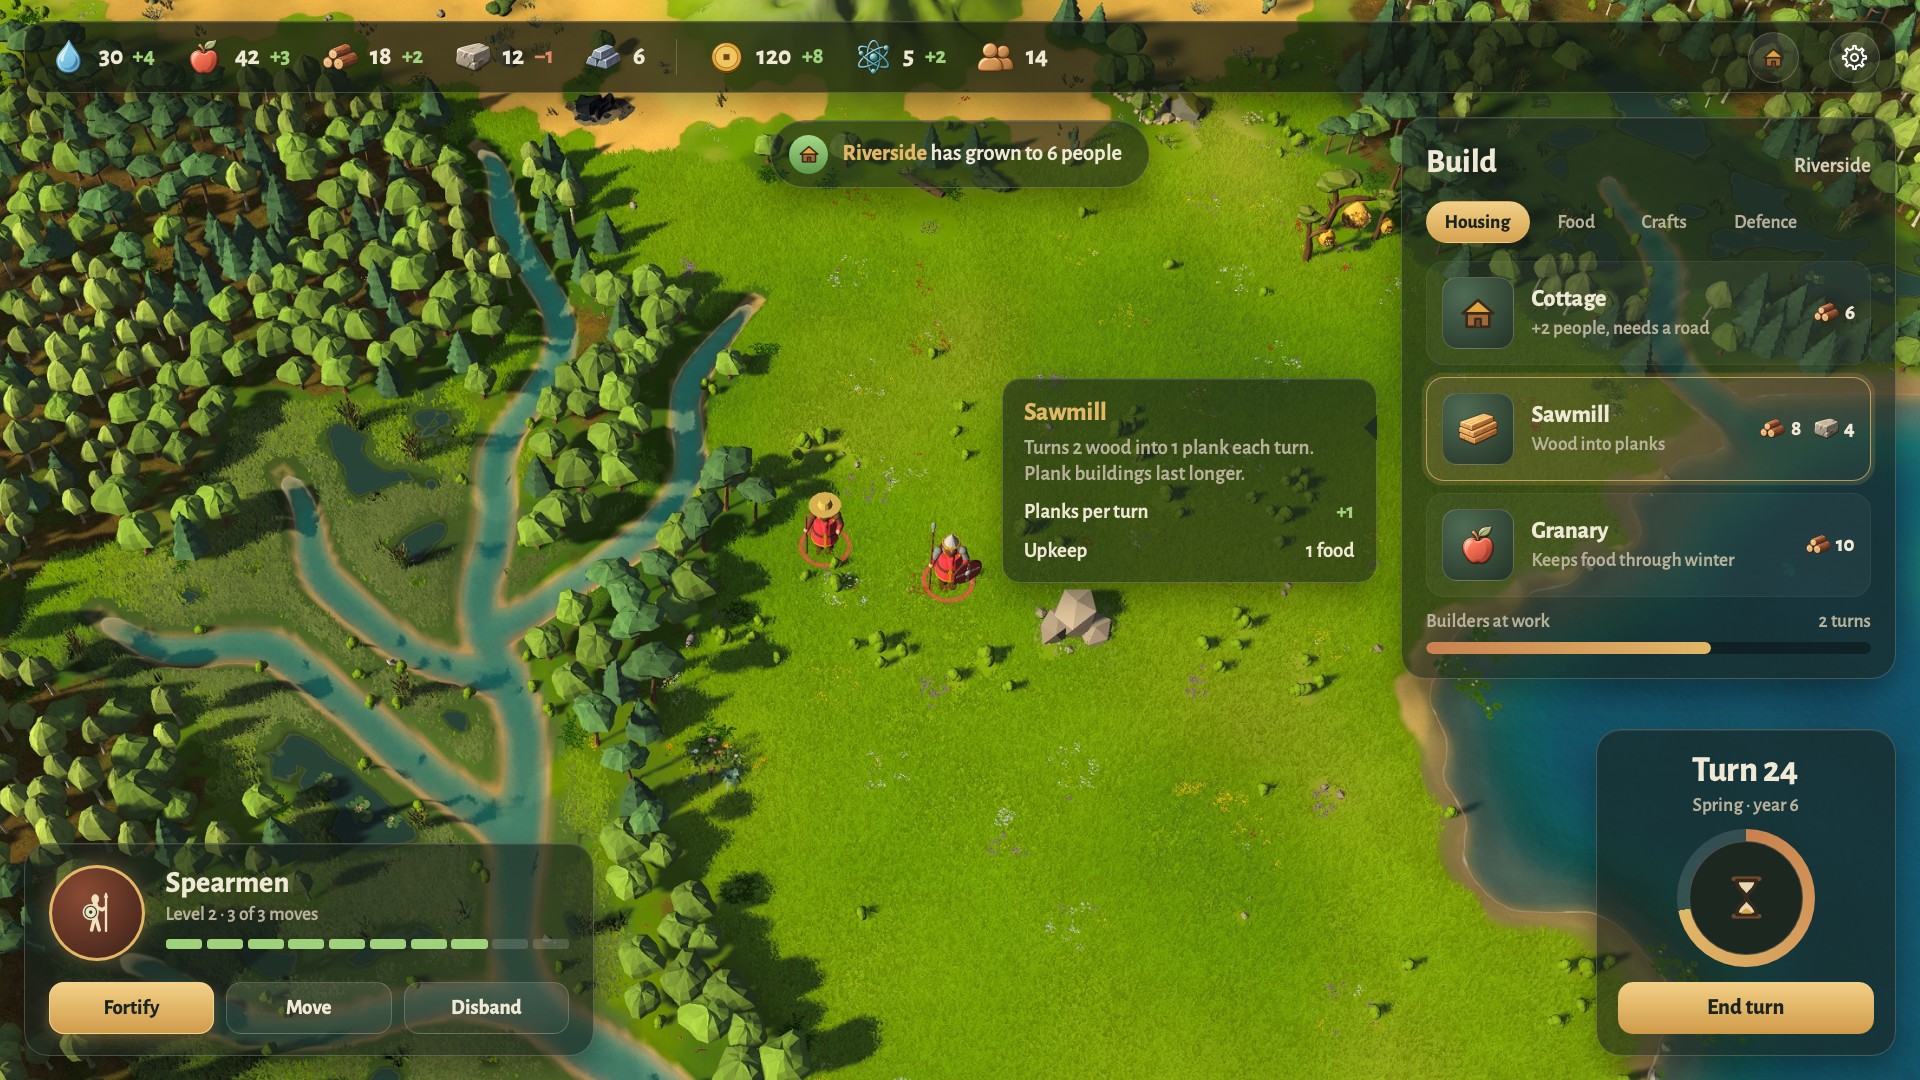 30 +4 42 +3 18 +2 12 −1 6 120 +8 5 +2 14
Riverside has grown to 6 people
Build Riverside
Housing Food Crafts Defence
Cottage
+2 people, needs a road
6
Sawmill
Wood into planks
8 4
Granary
Keeps food through winter
10
Builders at work 2 turns
Sawmill
Turns 2 wood into 1 plank each turn.
Plank buildings last longer.
Planks per turn +1
Upkeep 1 food
Turn 24
Spring · year 6
End turn
Spearmen
Level 2 · 3 of 3 moves
Fortify Move Disband